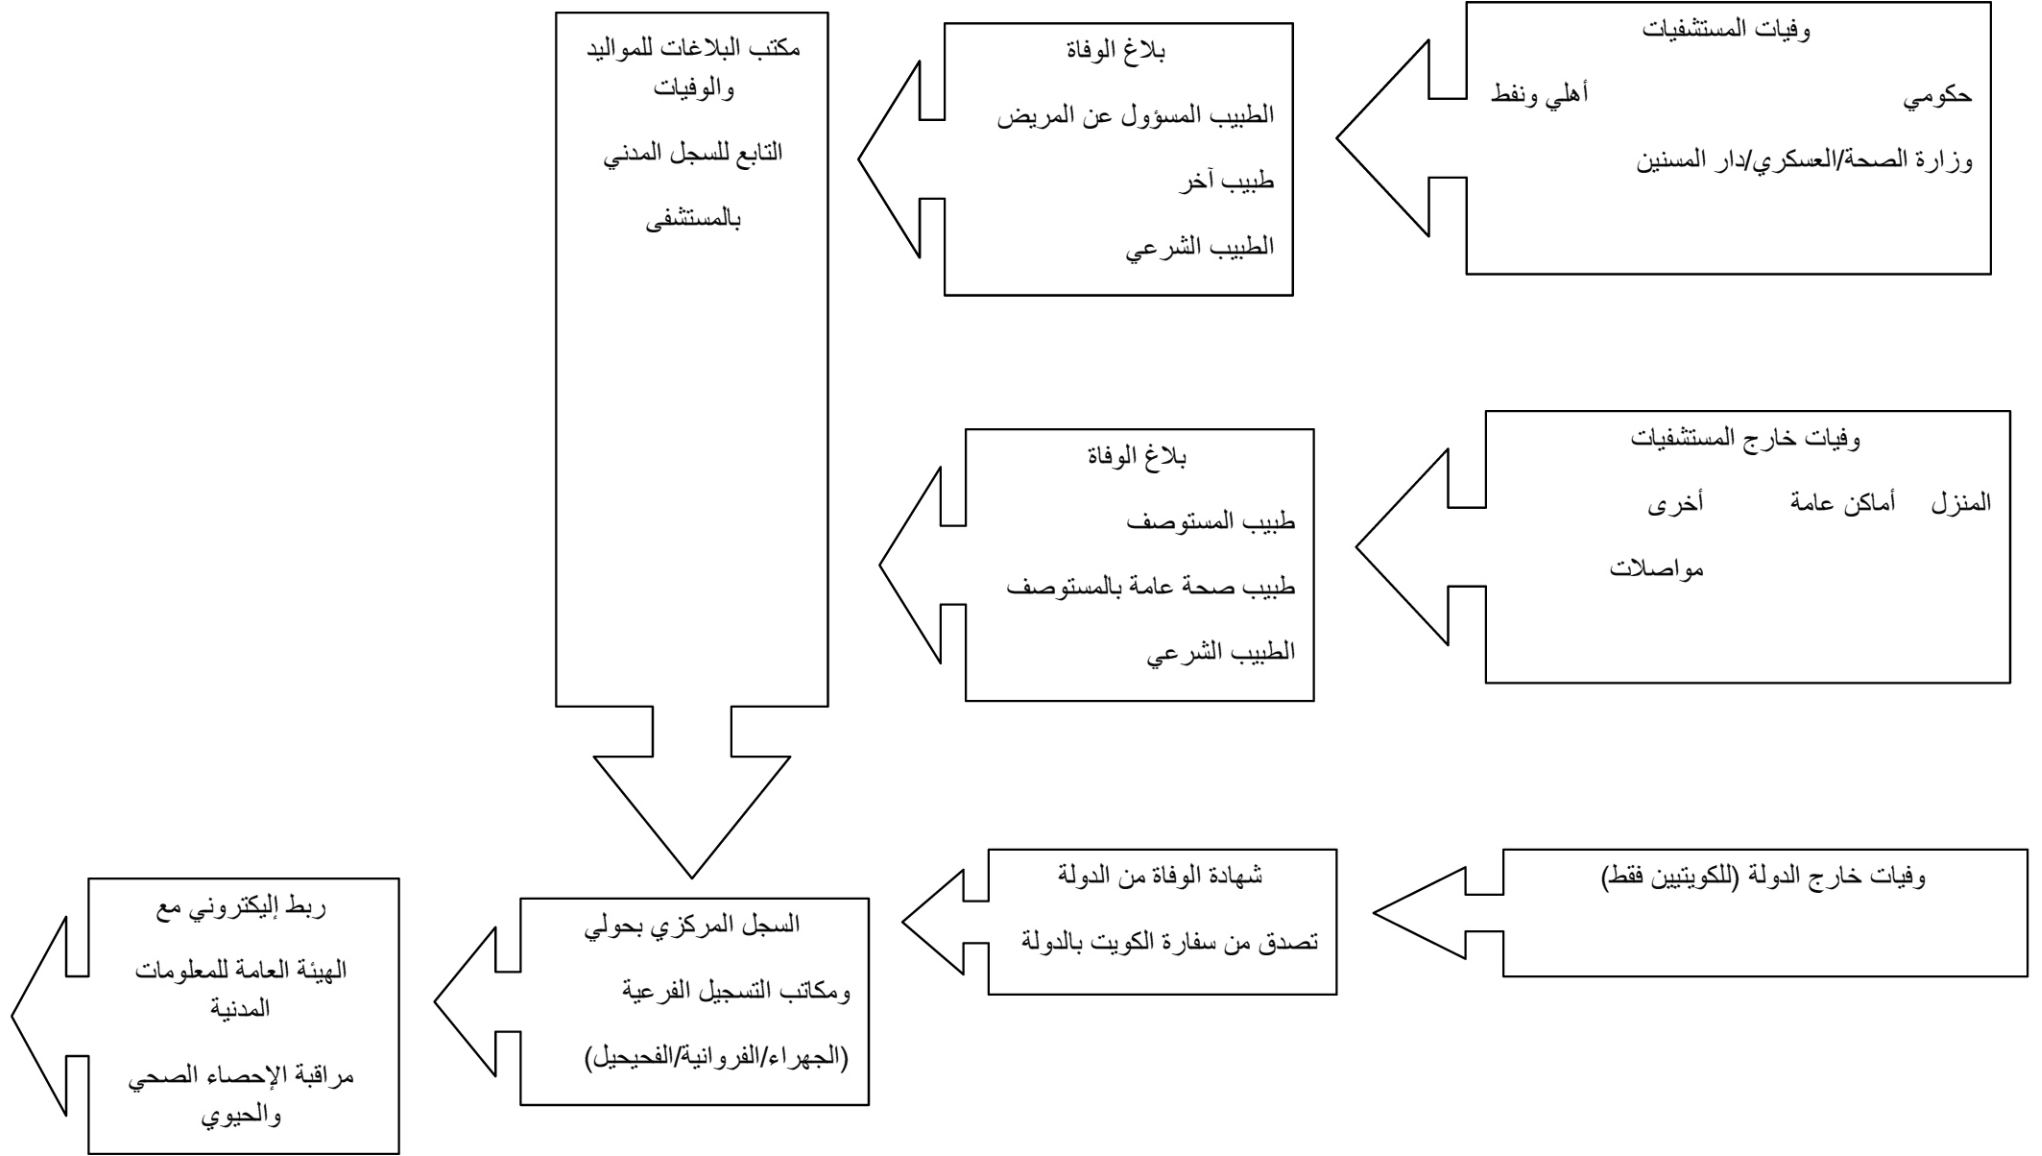 وفيات المستشفيات
حكومي أهلي ونفط
وزارة الصحة/العسكري/دار المسنين
بلاغ الوفاة
الطبيب المسؤول عن المريض
طبيب آخر
الطبيب الشرعي
مكتب البلاغات للمواليد
والوفيات
التابع للسجل المدني
بالمستشفى
وفيات خارج المستشفيات
المنزل أماكن عامة أخرى
مواصلات
بلاغ الوفاة
طبيب المستوصف
طبيب صحة عامة بالمستوصف
الطبيب الشرعي
وفيات خارج الدولة (للكويتيين فقط)
شهادة الوفاة من الدولة
تصدق من سفارة الكويت بالدولة
السجل المركزي بحولي
ومكاتب التسجيل الفرعية
(الجهراء/الفروانية/الفحيحيل)
ربط إليكتروني مع
الهيئة العامة للمعلومات
المدنية
مراقبة الإحصاء الصحي
والحيوي